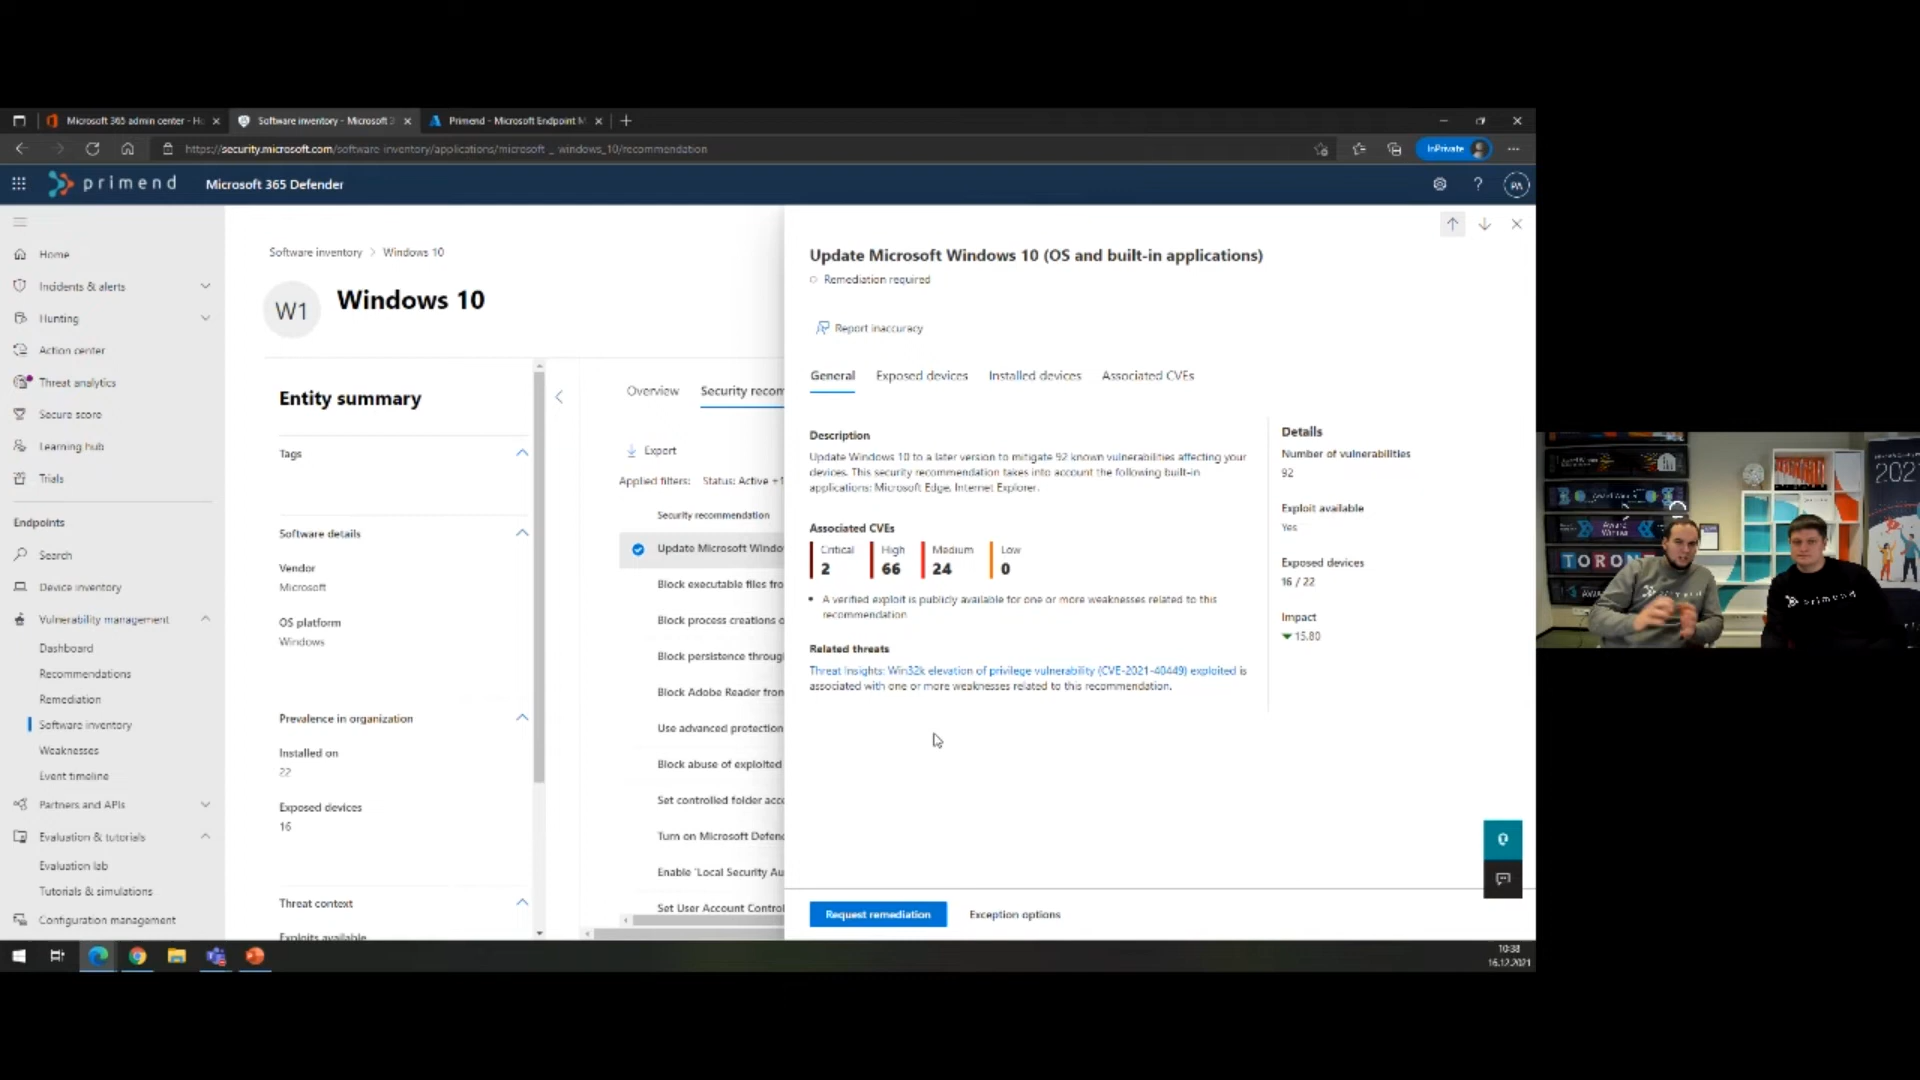 Microsoft 365 admin center - H
Software inventory - Microsoft 3
Primend - Microsoft Endpoint M
https://security.microsoft.com/software-inventory/applications/microsoft-_-windows_10/recommendation
InPrivate
primend
Microsoft 365 Defender
PA
Home
Incidents & alerts
Hunting
Action center
Threat analytics
Secure score
Learning hub
Trials
Endpoints
Search
Device inventory
Vulnerability management
Dashboard
Recommendations
Remediation
Software inventory
Weaknesses
Event timeline
Partners and APIs
Evaluation & tutorials
Evaluation lab
Tutorials & simulations
Configuration management
Software inventory > Windows 10
W1
Windows 10
Entity summary
Tags
Software details
Vendor
Microsoft
OS platform
Windows
Prevalence in organization
Installed on
22
Exposed devices
16
Threat context
Exploits available
Overview
Security recom
Export
Applied filters: Status: Active +1
Security recommendation
Update Microsoft Windo
Block executable files fro
Block process creations o
Block persistence throug
Block Adobe Reader from
Use advanced protection
Block abuse of exploited
Set controlled folder acce
Turn on Microsoft Defend
Enable 'Local Security Au
Set User Account Control
Update Microsoft Windows 10 (OS and built-in applications)
Remediation required
Report inaccuracy
General
Exposed devices
Installed devices
Associated CVEs
Description
Update Windows 10 to a later version to mitigate 92 known vulnerabilities affecting your
devices. This security recommendation takes into account the following built-in
applications: Microsoft Edge, Internet Explorer.
Associated CVEs
Critical
2
High
66
Medium
24
Low
0
A verified exploit is publicly available for one or more weaknesses related to this
recommendation
Related threats
Threat Insights: Win32k elevation of privilege vulnerability (CVE-2021-40449) exploited is
associated with one or more weaknesses related to this recommendation.
Details
Number of vulnerabilities
92
Exploit available
Yes
Exposed devices
16 / 22
Impact
15.80
Request remediation
Exception options
10:38
16.12.2021
TORON
Award
Winner
202
primend
primend